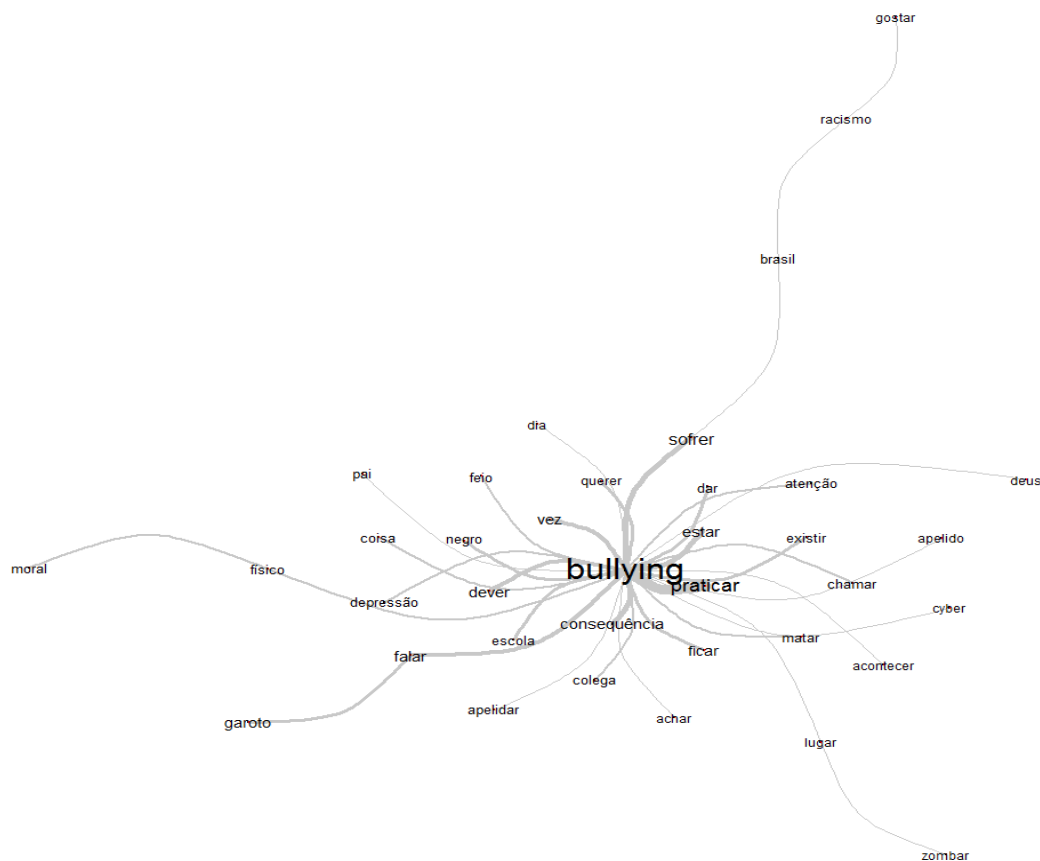 gostar
racismo
brasil
dia
sofrer
pai
feio
querer
dar
atenção
deus
vez
coisa
negro
estar
existir
apelido
moral
físico
bullying
praticar
chamar
depressão
dever
cyber
consequência
escola
matar
falar
ficar
acontecer
colega
apelidar
achar
garoto
lugar
zombar